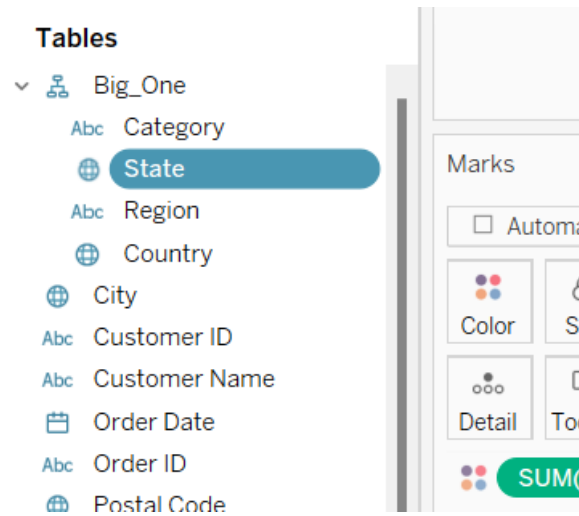 Tables
Big_One
Abc Category
State
Abc Region
Country
City
Abc Customer ID
Abc Customer Name
Order Date
Abc Order ID
Postal Code
Marks
Color
Detail
SUM(